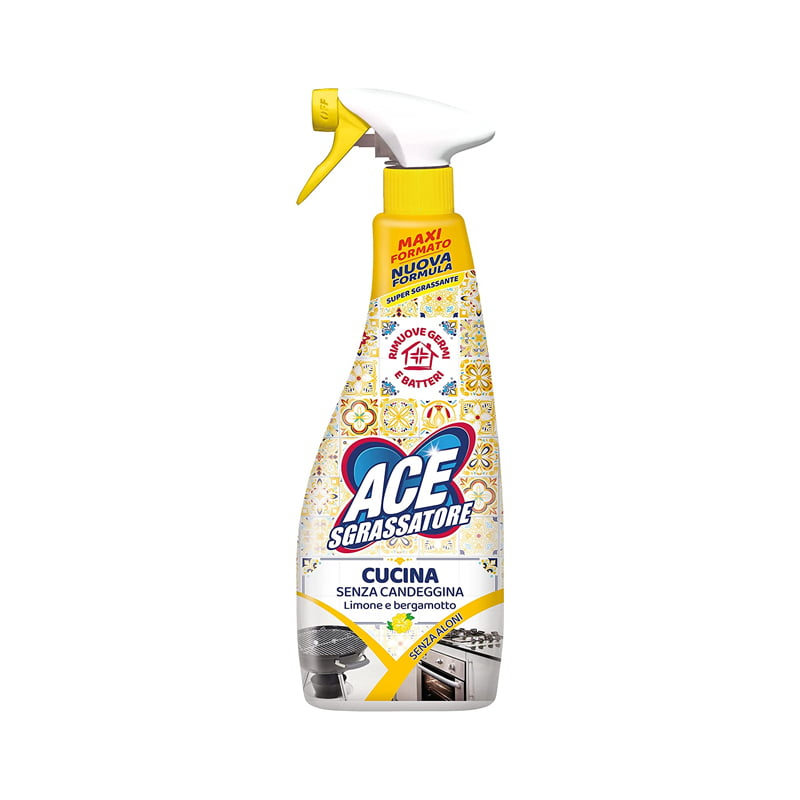 OFF
MAXI
FORMATO
NUOVA
FORMULA
SUPER SGRASSANTE
RIMUOVE GERMI
E BATTERI
ACE
SGRASSATORE
CUCINA
SENZA CANDEGGINA
Limone e bergamotto
SENZA ALONI